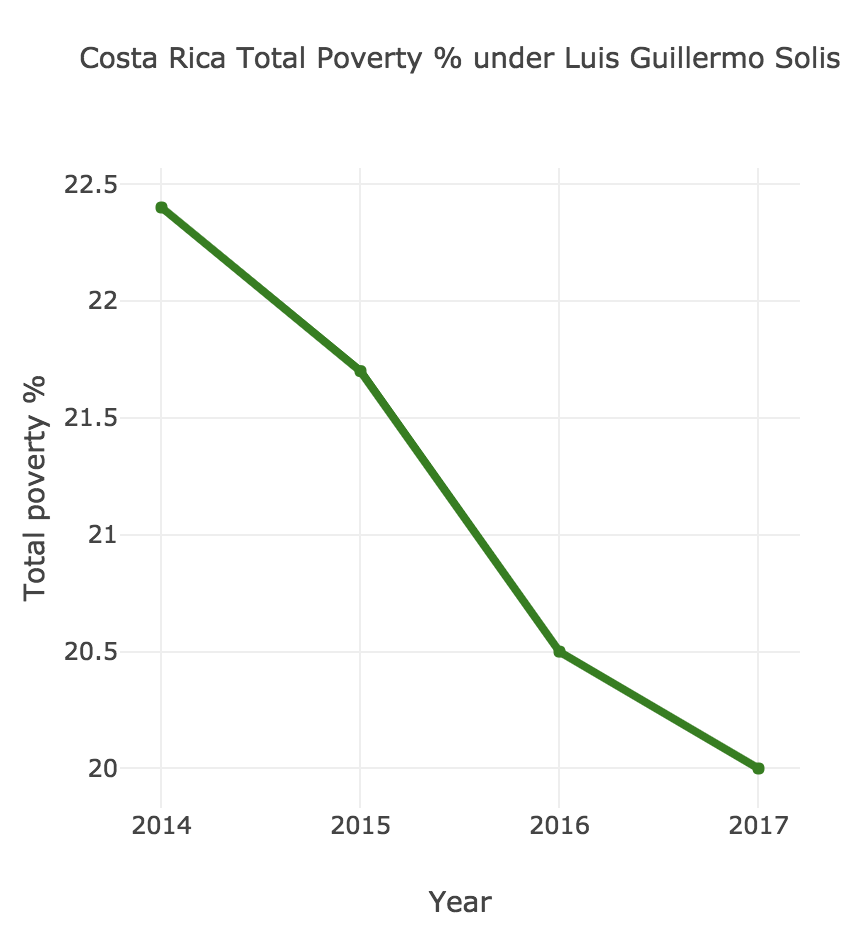 Costa Rica Total Poverty % under Luis Guillermo Solis
Total poverty %
22.5
22
21.5
21
20.5
20
2014 2015 2016 2017
Year